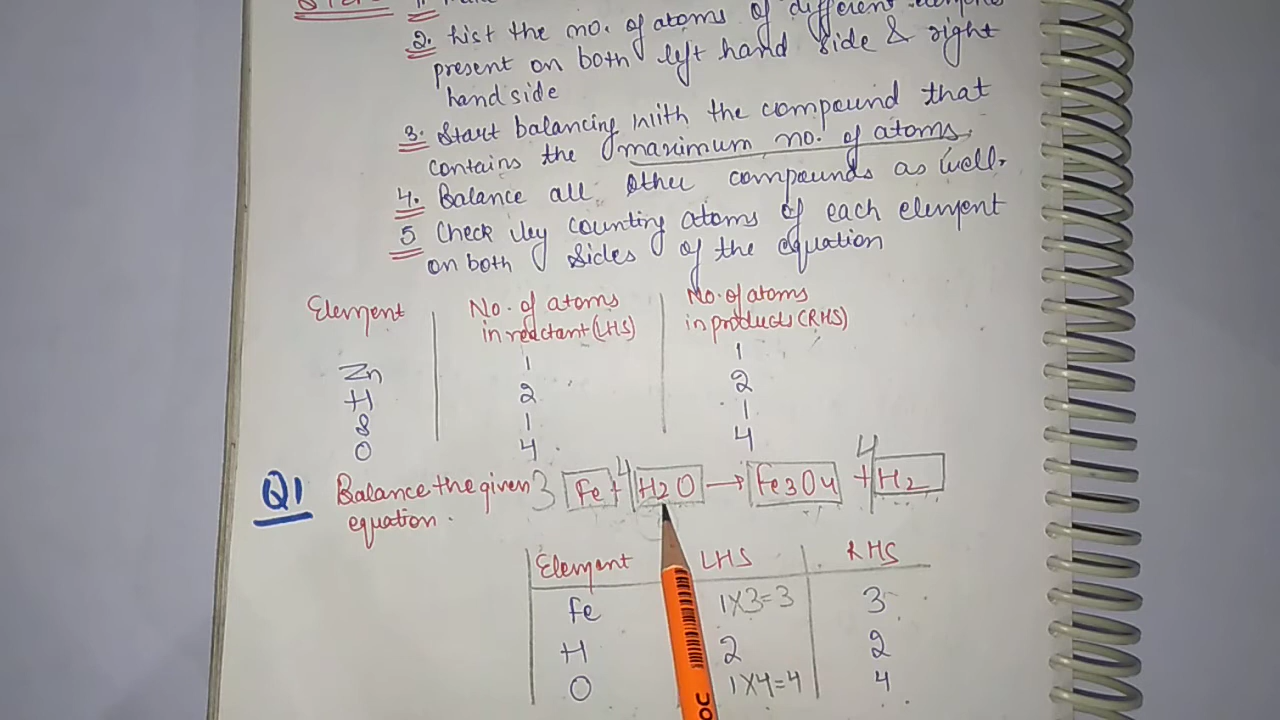 2. List the no. of atoms of different
present on both left hand side & right
hand side
3. Start balancing with the compound that
contains the maximum no. of atoms.
4. Balance all other compounds as well.
5 Check by counting atoms of each element
on both sides of the equation
Element No. of atoms in reactant (LHS) No. of atoms in products (RHS)
Zn 1 1
H 2 2
S 1 1
O 4 4
Q1 Balance the given 3 Fe + 4 H2O → Fe3O4 + 4 H2
equation.
Element LHS RHS
Fe 1X3=3 3
H 2 2
O 1X4=4 4